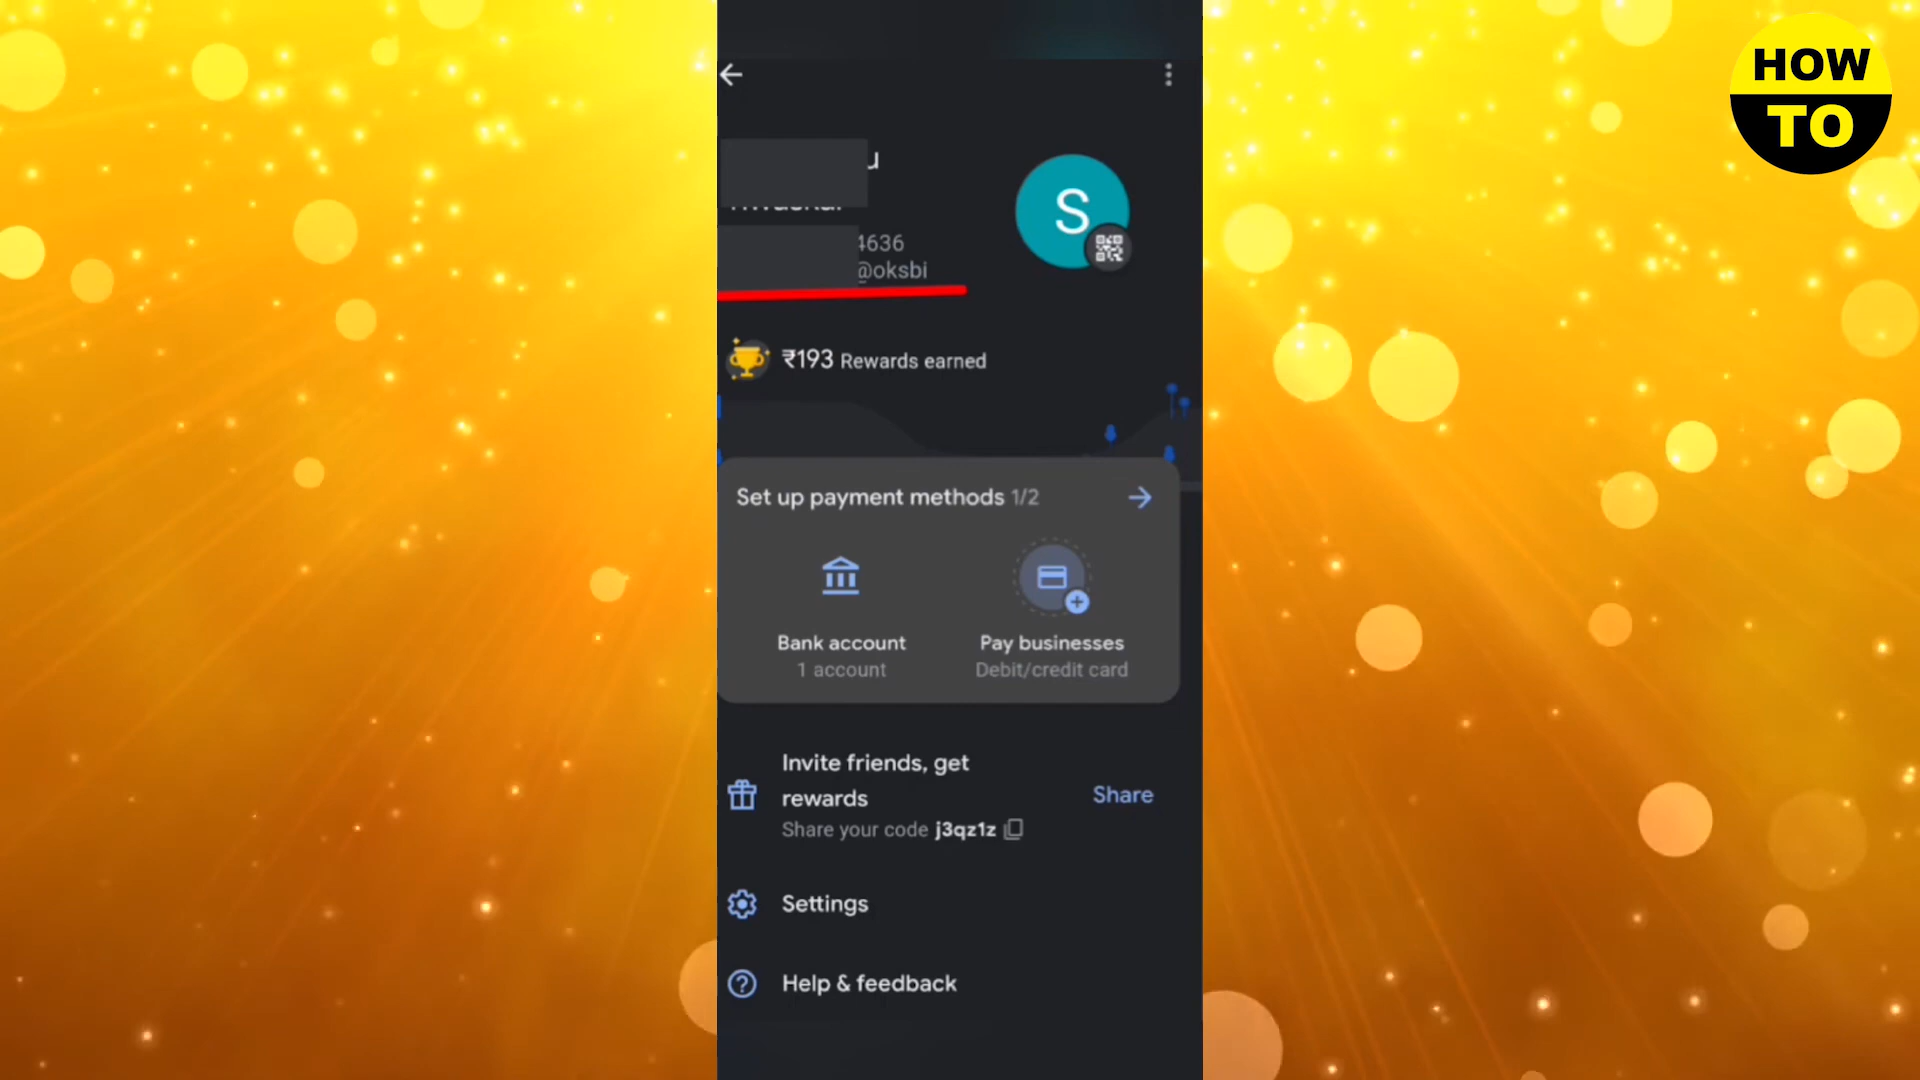 HOW
TO
u
4636
@oksbi
S
₹193 Rewards earned
Set up payment methods 1/2
Bank account
1 account
Pay businesses
Debit/credit card
Invite friends, get
rewards
Share your code j3qz1z
Share
Settings
Help & feedback